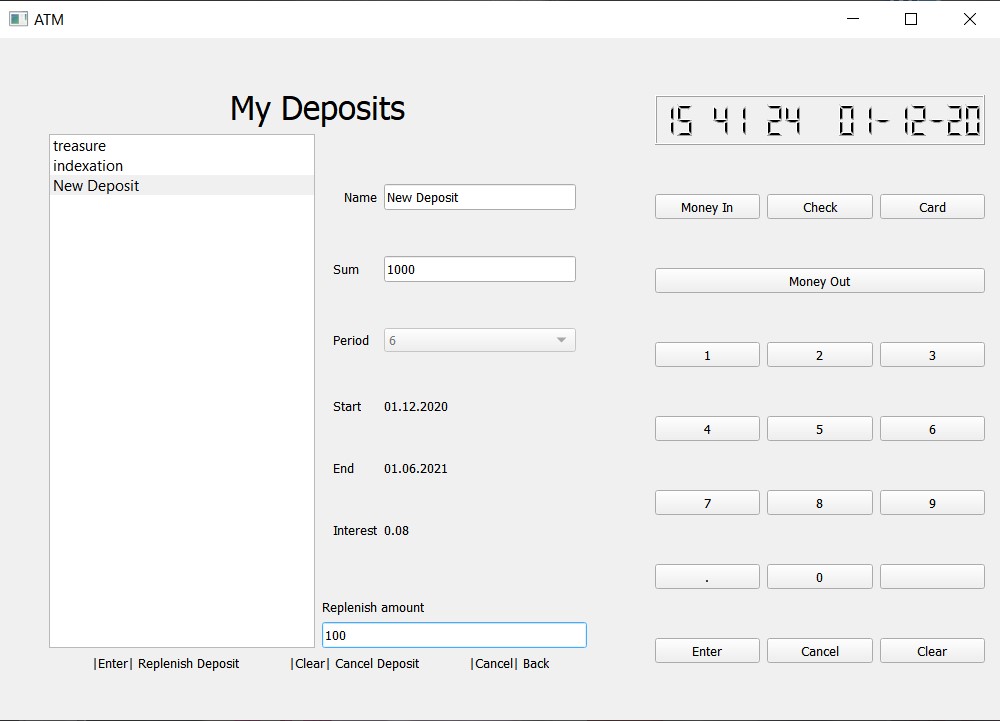 ATM
My Deposits
15 41 24 01-12-20
treasure
indexation
New Deposit
Name New Deposit
Sum 1000
Period 6
Start 01.12.2020
End 01.06.2021
Interest 0.08
Replenish amount
100
|Enter| Replenish Deposit |Clear| Cancel Deposit |Cancel| Back
Money In Check Card
Money Out
1 2 3
4 5 6
7 8 9
. 0
Enter Cancel Clear